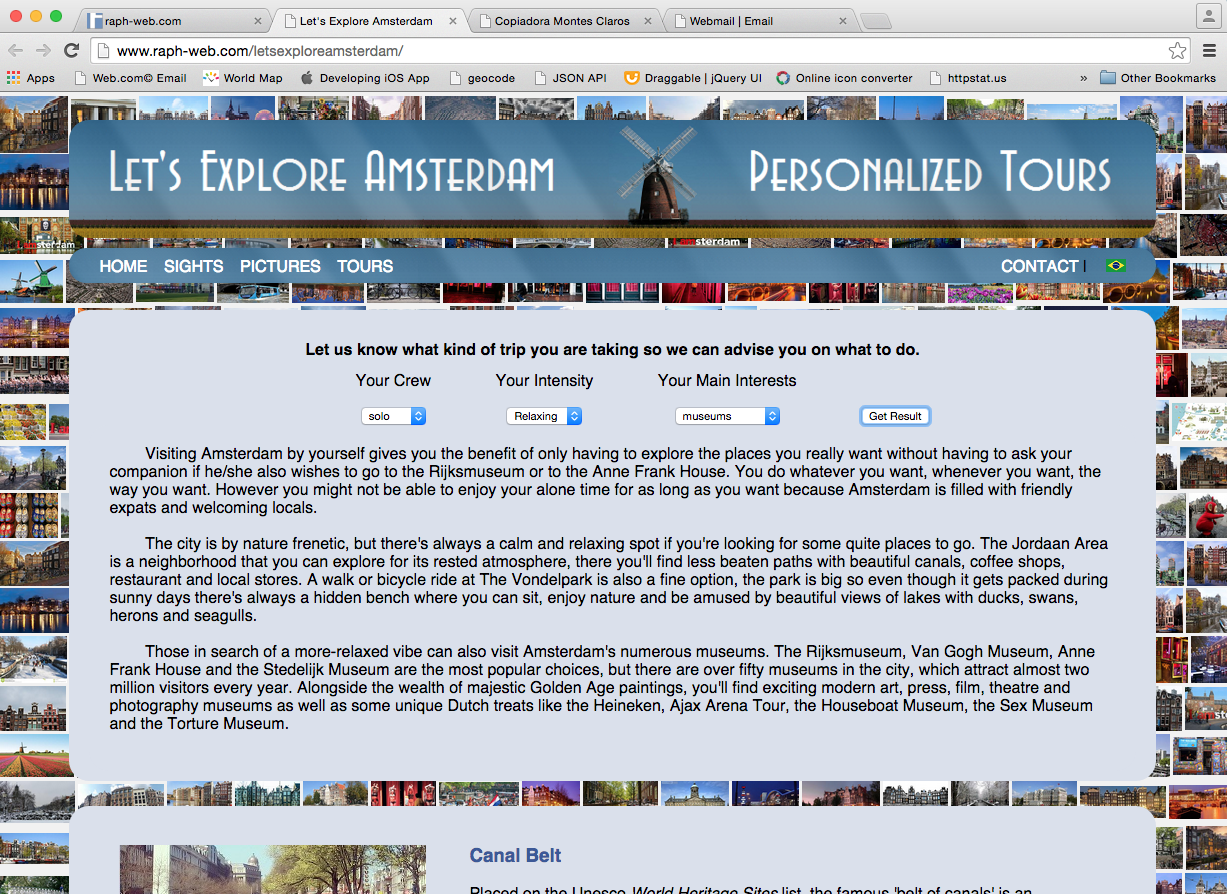 raph-web.com
Let's Explore Amsterdam
Copiadora Montes Claros
Webmail | Email
www.raph-web.com/letsexploreamsterdam/
Apps
Web.com© Email
World Map
Developing iOS App
geocode
JSON API
Draggable | jQuery UI
Online icon converter
httpstat.us
»
Other Bookmarks
Let's Explore Amsterdam
Personalized Tours
HOME SIGHTS PICTURES TOURS
CONTACT |
Let us know what kind of trip you are taking so we can advise you on what to do.
Your Crew
Your Intensity
Your Main Interests
solo
Relaxing
museums
Get Result
Visiting Amsterdam by yourself gives you the benefit of only having to explore the places you really want without having to ask your
companion if he/she also wishes to go to the Rijksmuseum or to the Anne Frank House. You do whatever you want, whenever you want, the
way you want. However you might not be able to enjoy your alone time for as long as you want because Amsterdam is filled with friendly
expats and welcoming locals.
The city is by nature frenetic, but there's always a calm and relaxing spot if you're looking for some quite places to go. The Jordaan Area
is a neighborhood that you can explore for its rested atmosphere, there you'll find less beaten paths with beautiful canals, coffee shops,
restaurant and local stores. A walk or bicycle ride at The Vondelpark is also a fine option, the park is big so even though it gets packed during
sunny days there's always a hidden bench where you can sit, enjoy nature and be amused by beautiful views of lakes with ducks, swans,
herons and seagulls.
Those in search of a more-relaxed vibe can also visit Amsterdam's numerous museums. The Rijksmuseum, Van Gogh Museum, Anne
Frank House and the Stedelijk Museum are the most popular choices, but there are over fifty museums in the city, which attract almost two
million visitors every year. Alongside the wealth of majestic Golden Age paintings, you'll find exciting modern art, press, film, theatre and
photography museums as well as some unique Dutch treats like the Heineken, Ajax Arena Tour, the Houseboat Museum, the Sex Museum
and the Torture Museum.
Canal Belt
Placed on the Unesco World Heritage Sites list, the famous 'belt of canals' is an